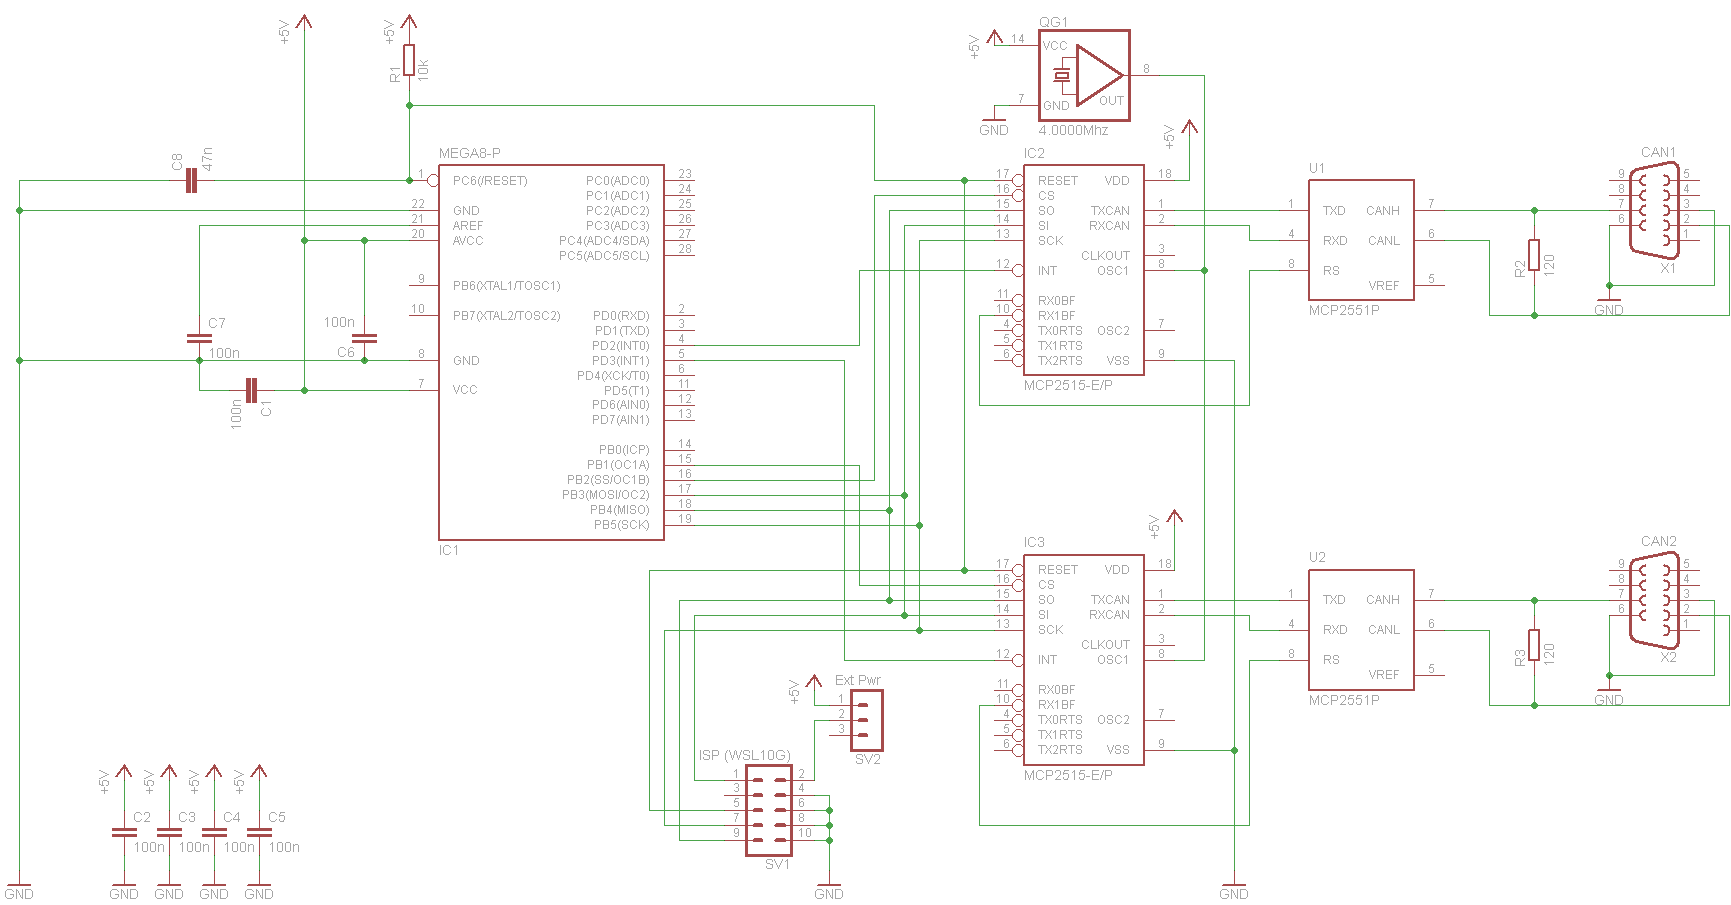 +5V
+5V
R1
10k
C8
47n
MEGA8-P
1 PC6(/RESET) PC0(ADC0) 23
PC1(ADC1) 24
22 GND PC2(ADC2) 25
21 AREF PC3(ADC3) 26
20 AVCC PC4(ADC4/SDA) 27
PC5(ADC5/SCL) 28
9 PB6(XTAL1/TOSC1)
10 PB7(XTAL2/TOSC2) PD0(RXD) 2
PD1(TXD) 3
PD2(INT0) 4
8 GND PD3(INT1) 5
PD4(XCK/T0) 6
7 VCC PD5(T1) 11
PD6(AIN0) 12
PD7(AIN1) 13
PB0(ICP) 14
PB1(OC1A) 15
PB2(SS/OC1B) 16
PB3(MOSI/OC2) 17
PB4(MISO) 18
PB5(SCK) 19
IC1
C7
100n
100n
C6
100n
C1
QG1
+5V
14 VCC
8
7 GND OUT
GND
4.0000Mhz
+5V
IC2
17 RESET VDD 18
16 CS
15 SO TXCAN 1
14 SI RXCAN 2
13 SCK
CLKOUT 3
12 INT OSC1 8
11 RX0BF
10 RX1BF
4 TX0RTS OSC2 7
5 TX1RTS
6 TX2RTS VSS 9
MCP2515-E/P
U1
1 TXD CANH 7
4 RXD CANL 6
8 RS
VREF 5
MCP2551P
R2
120
CAN1
9 5
8 4
7 3
6 2
1
X1
GND
+5V
IC3
17 RESET VDD 18
16 CS
15 SO TXCAN 1
14 SI RXCAN 2
13 SCK
CLKOUT 3
12 INT OSC1 8
11 RX0BF
10 RX1BF
4 TX0RTS OSC2 7
5 TX1RTS
6 TX2RTS VSS 9
MCP2515-E/P
U2
1 TXD CANH 7
4 RXD CANL 6
8 RS
VREF 5
MCP2551P
R3
120
CAN2
9 5
8 4
7 3
6 2
1
X2
GND
+5V
Ext Pwr
1
2
3
SV2
ISP (WSL10G)
1 2
3 4
5 6
7 8
9 10
SV1
GND
GND
+5V +5V +5V +5V
C2 C3 C4 C5
100n 100n 100n 100n
GND GND GND GND GND